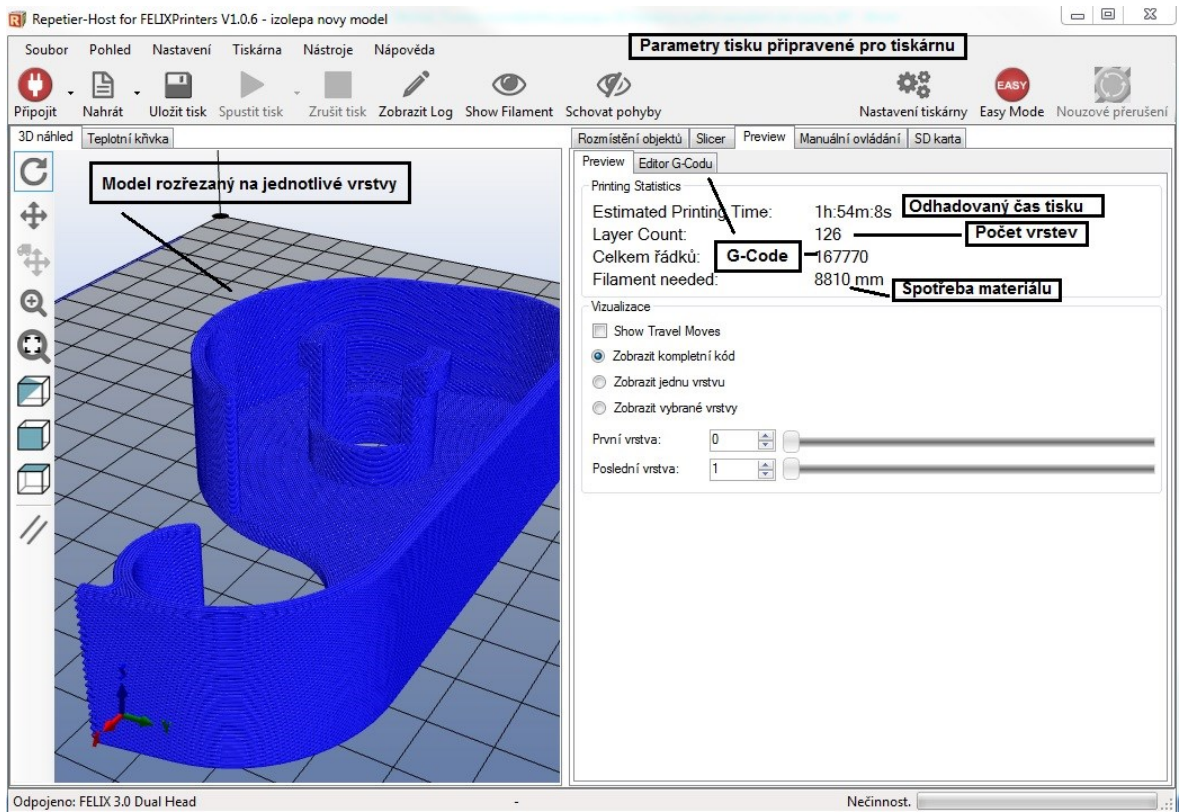 Repetier-Host for FELIXPrinters V1.0.6 - izolepa novy model
Soubor Pohled Nastavení Tiskárna Nástroje Nápověda
Parametry tisku připravené pro tiskárnu
Připojit Nahrát Uložit tisk Spustit tisk Zrušit tisk Zobrazit Log Show Filament Schovat pohyby Nastavení tiskárny EASY Easy Mode Nouzové přerušení
3D náhled Teplotní křivka
Rozmístění objektů Slicer Preview Manuální ovládání SD karta
Preview Editor G-Codu
Model rozřezaný na jednotlivé vrstvy
Printing Statistics
Estimated Printing Time: 1h:54m:8s Odhadovaný čas tisku
Layer Count: 126 Počet vrstev
Celkem řádků: G-Code 167770
Filament needed: 8810 mm Spotřeba materiálu
Vizualizace
Show Travel Moves
Zobrazit kompletní kód
Zobrazit jednu vrstvu
Zobrazit vybrané vrstvy
První vrstva: 0
Poslední vrstva: 1
Odpojeno: FELIX 3.0 Dual Head - Nečinnost.